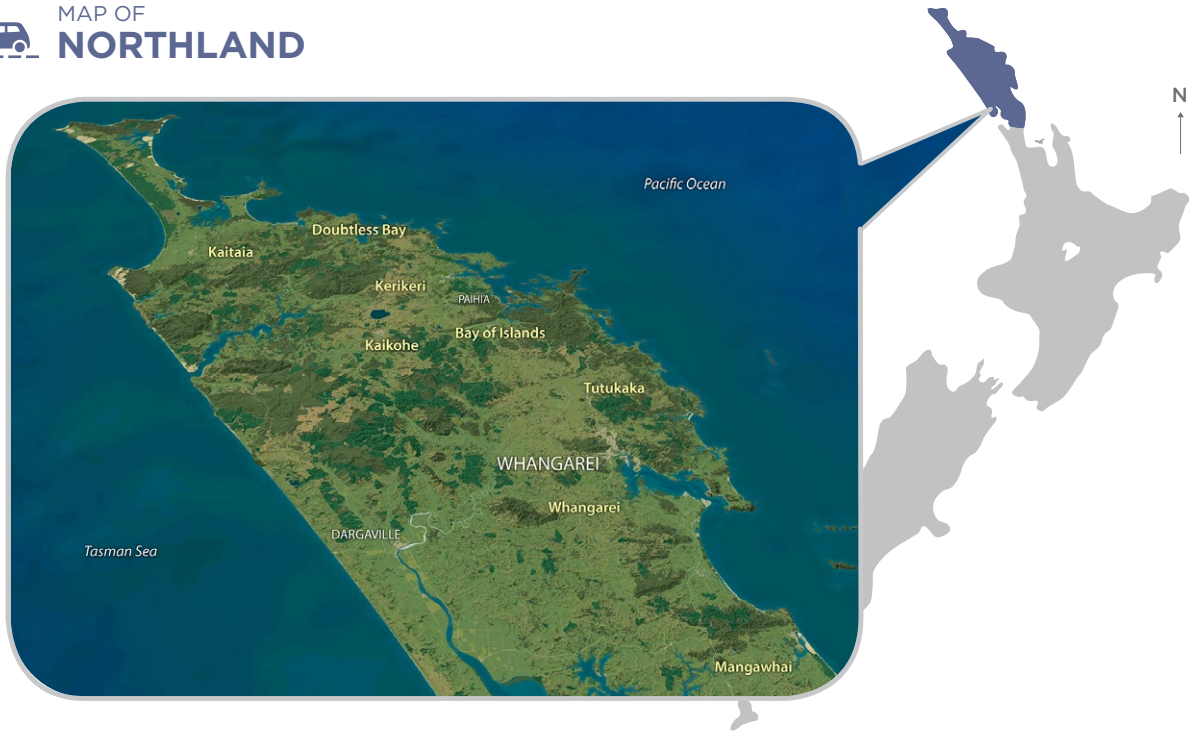 MAP OF
NORTHLAND
N
Pacific Ocean
Doubtless Bay
Kaitaia
Kerikeri
PAIHIA
Bay of Islands
Kaikohe
Tutukaka
WHANGAREI
Whangarei
DARGAVILLE
Tasman Sea
Mangawhai